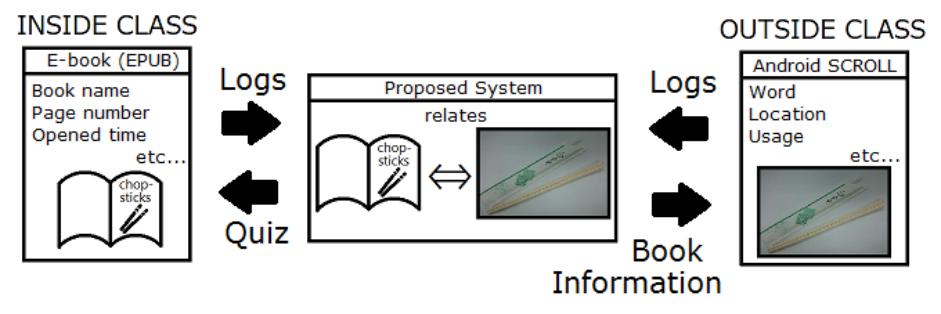 INSIDE CLASS
E-book (EPUB)
Book name
Page number
Opened time
etc...
chop-
sticks
Logs
Quiz
Proposed System
relates
chop-
sticks
Logs
Book
Information
OUTSIDE CLASS
Android SCROLL
Word
Location
Usage
etc...